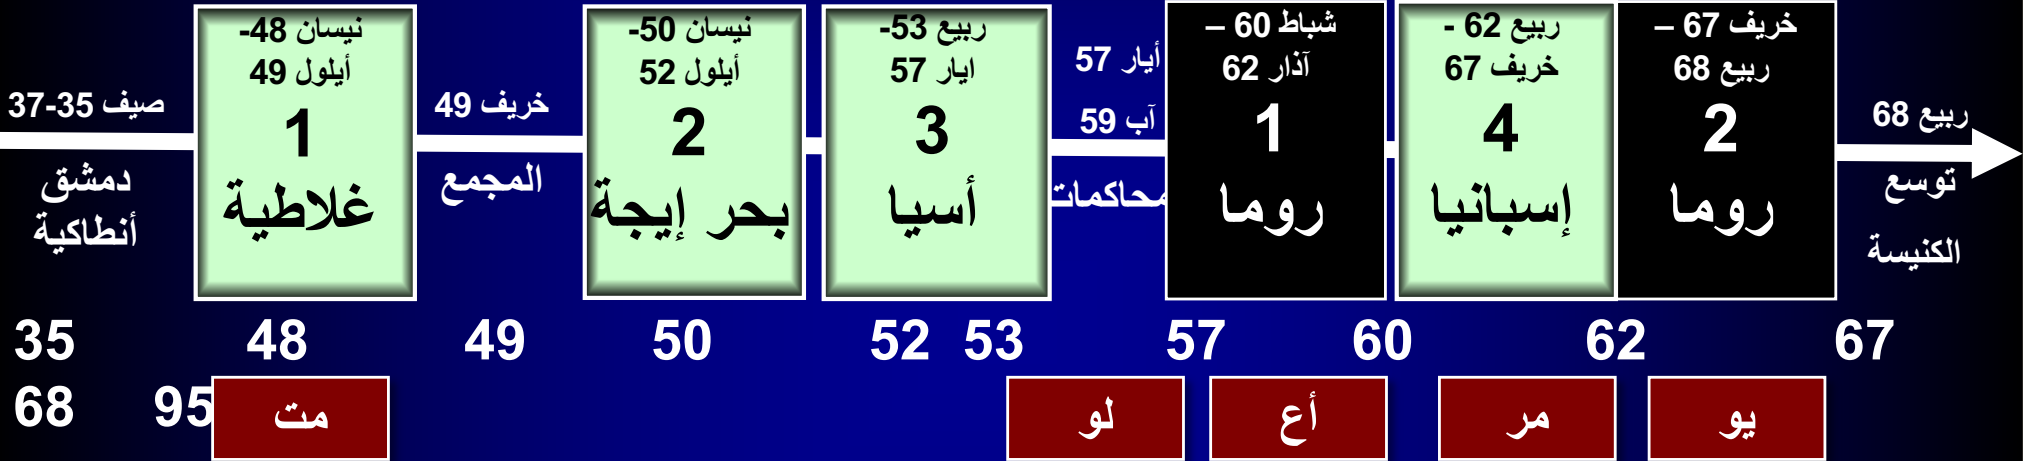 صيف 35-37
دمشق
أنطاكية
نيسان 48-
أيلول 49
1
غلاطية
خريف 49
المجمع
نيسان 50-
أيلول 52
2
بحر إيجة
ربيع 53-
ايار 57
3
أسيا
أيار 57
آب 59
محاكمات
شباط 60 –
آذار 62
1
روما
ربيع 62 -
خريف 67
4
إسبانيا
خريف 67 –
ربيع 68
2
روما
ربيع 68
توسع
الكنيسة
35 48 49 50 52 53 57 60 62 67
68 95
مت
لو
أع
مر
يو